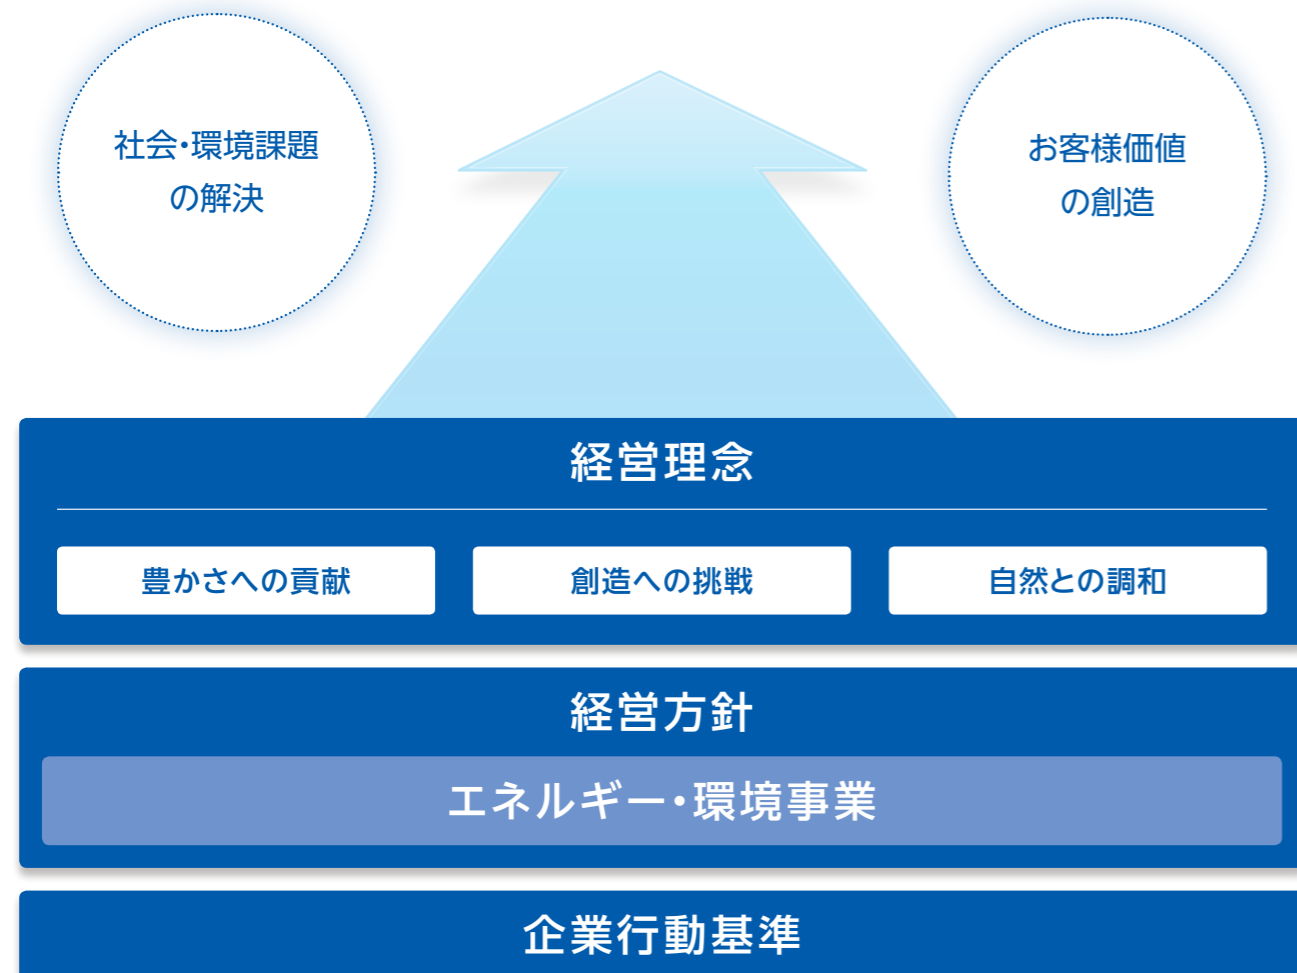 社会・環境課題
の解決
お客様価値
の創造
経営理念
豊かさへの貢献
創造への挑戦
自然との調和
経営方針
エネルギー・環境事業
企業行動基準